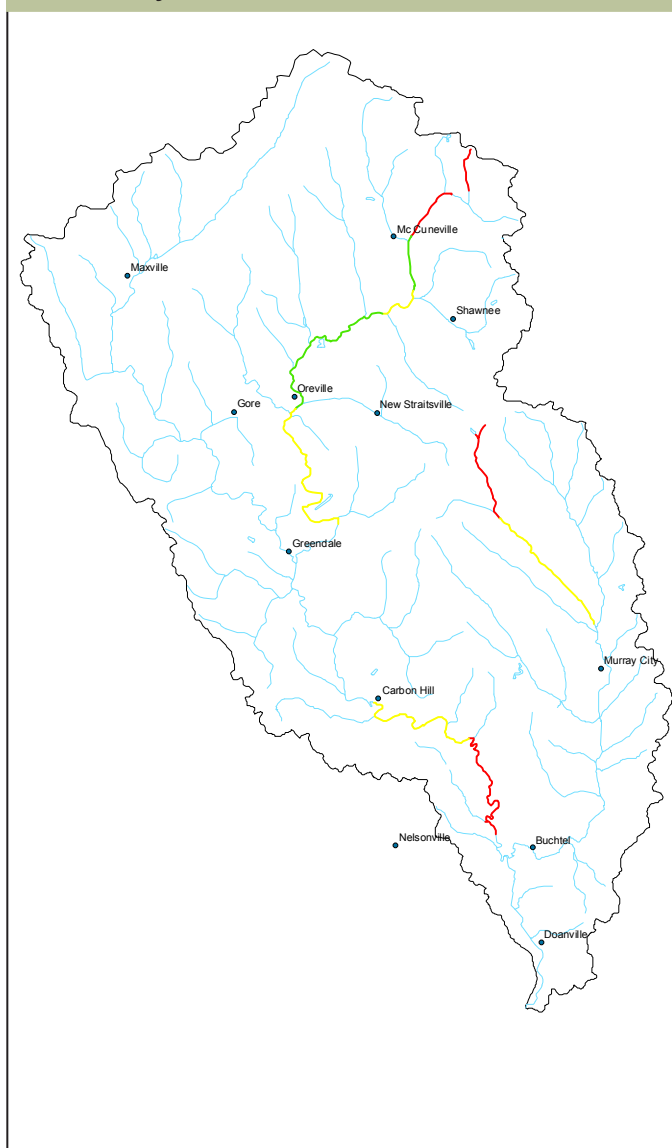 Mc Cuneville
Maxville
Shawnee
Oreville
Gore
New Straitsville
Greendale
Murray City
Carbon Hill
Nelsonville
Buchtel
Doanville